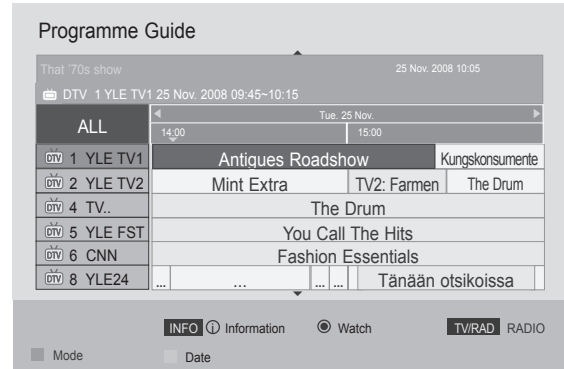 Programme Guide
That '70s show 25 Nov. 2008 10:05
DTV 1 YLE TV1 25 Nov. 2008 09:45~10:15
ALL
Tue. 25 Nov.
14:00 15:00
DTV 1 YLE TV1 Antigues Roadshow Kungskonsumente
DTV 2 YLE TV2 Mint Extra TV2: Farmen The Drum
DTV 4 TV.. The Drum
DTV 5 YLE FST You Call The Hits
DTV 6 CNN Fashion Essentials
DTV 8 YLE24 ... ... ... ... Tänään otsikoissa
INFO i Information Watch TV/RAD RADIO
Mode Date